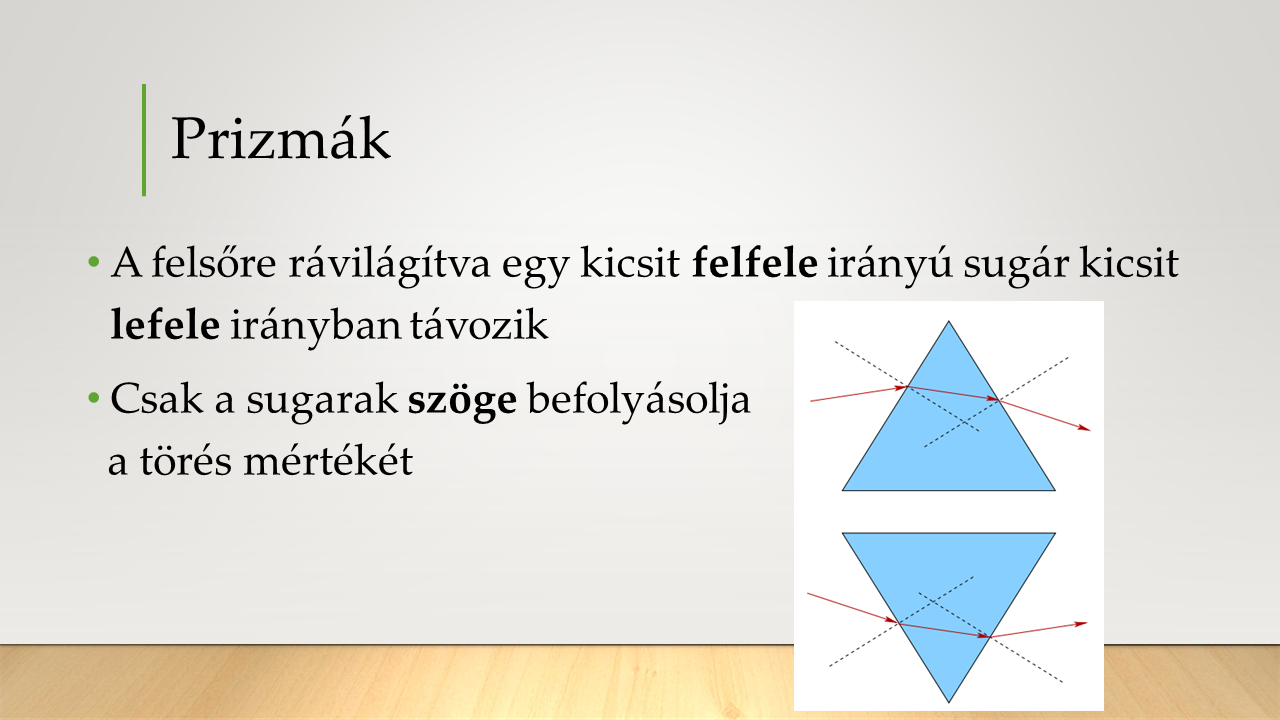 Prizmák
• A felsőre rávilágítva egy kicsit felfele irányú sugár kicsit
lefele irányban távozik
• Csak a sugarak szöge befolyásolja
a törés mértékét